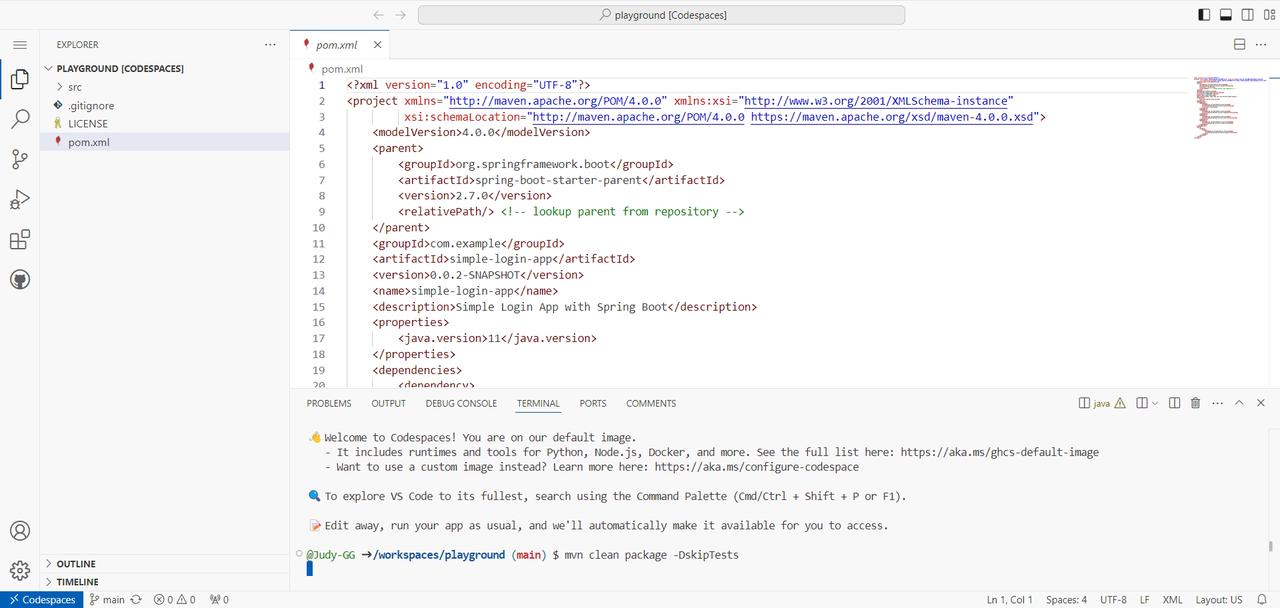 playground [Codespaces]
EXPLORER
PLAYGROUND [CODESPACES]
src
.gitignore
LICENSE
pom.xml
OUTLINE
TIMELINE
pom.xml
pom.xml
1 <?xml version="1.0" encoding="UTF-8"?>
2 <project xmlns="http://maven.apache.org/POM/4.0.0" xmlns:xsi="http://www.w3.org/2001/XMLSchema-instance"
3 xsi:schemaLocation="http://maven.apache.org/POM/4.0.0 https://maven.apache.org/xsd/maven-4.0.0.xsd">
4 <modelVersion>4.0.0</modelVersion>
5 <parent>
6 <groupId>org.springframework.boot</groupId>
7 <artifactId>spring-boot-starter-parent</artifactId>
8 <version>2.7.0</version>
9 <relativePath/> <!-- lookup parent from repository -->
10 </parent>
11 <groupId>com.example</groupId>
12 <artifactId>simple-login-app</artifactId>
13 <version>0.0.2-SNAPSHOT</version>
14 <name>simple-login-app</name>
15 <description>Simple Login App with Spring Boot</description>
16 <properties>
17 <java.version>11</java.version>
18 </properties>
19 <dependencies>
20 <dependency>
PROBLEMS OUTPUT DEBUG CONSOLE TERMINAL PORTS COMMENTS java
Welcome to Codespaces! You are on our default image.
- It includes runtimes and tools for Python, Node.js, Docker, and more. See the full list here: https://aka.ms/ghcs-default-image
- Want to use a custom image instead? Learn more here: https://aka.ms/configure-codespace
To explore VS Code to its fullest, search using the Command Palette (Cmd/Ctrl + Shift + P or F1).
Edit away, run your app as usual, and we'll automatically make it available for you to access.
@Judy-GG →/workspaces/playground (main) $ mvn clean package -DskipTests
Codespaces main 0 0 0 Ln 1, Col 1 Spaces: 4 UTF-8 LF XML Layout: US